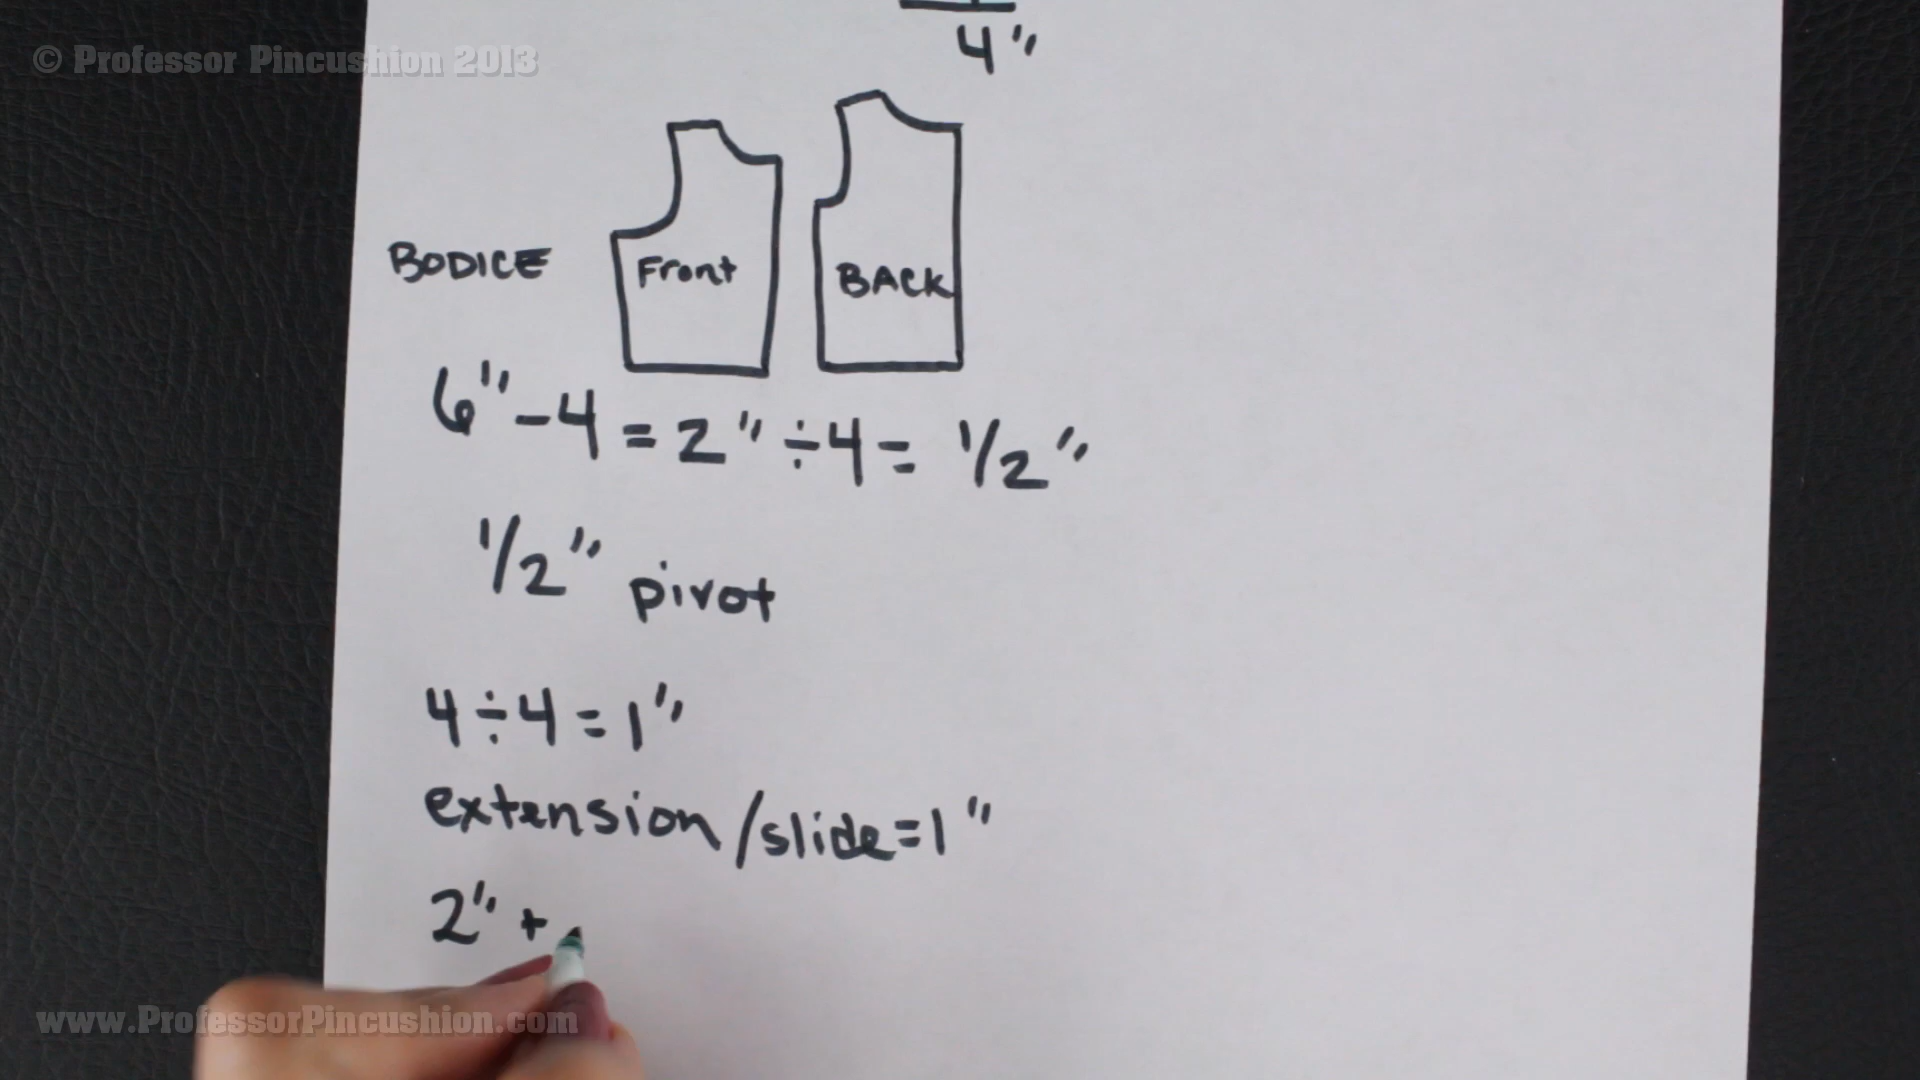 © Professor Pincushion 2013
4"
BODICE
Front
BACK
6" - 4 = 2" ÷ 4 = 1/2"
1/2" pivot
4 ÷ 4 = 1"
extension/slide = 1"
2" +
www.ProfessorPincushion.com